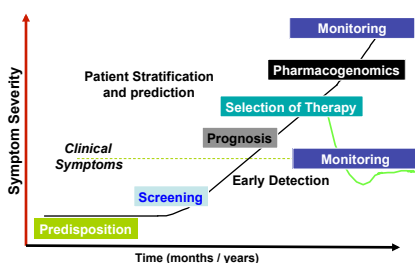 Monitoring
Pharmacogenomics
Patient Stratification
and prediction
Selection of Therapy
Prognosis
Clinical
Symptoms
Monitoring
Early Detection
Screening
Predisposition
Symptom Severity
Time (months / years)